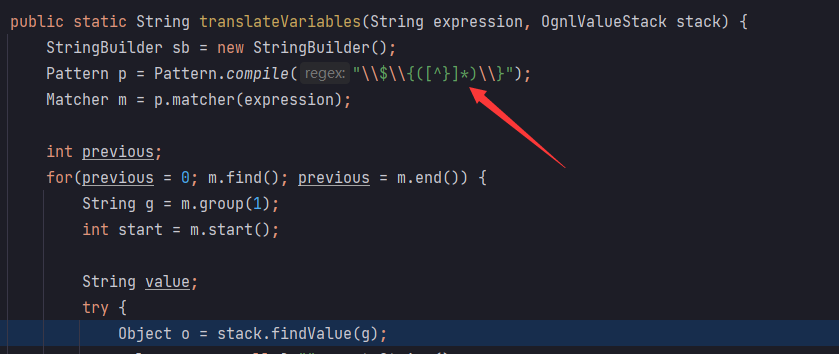 public static String translateVariables(String expression, OgnlValueStack stack) {
StringBuilder sb = new StringBuilder();
Pattern p = Pattern.compile( regex: "\\$\\{([^}]*)\\}");
Matcher m = p.matcher(expression);
int previous;
for(previous = 0; m.find(); previous = m.end()) {
String g = m.group(1);
int start = m.start();
String value;
try {
Object o = stack.findValue(g);